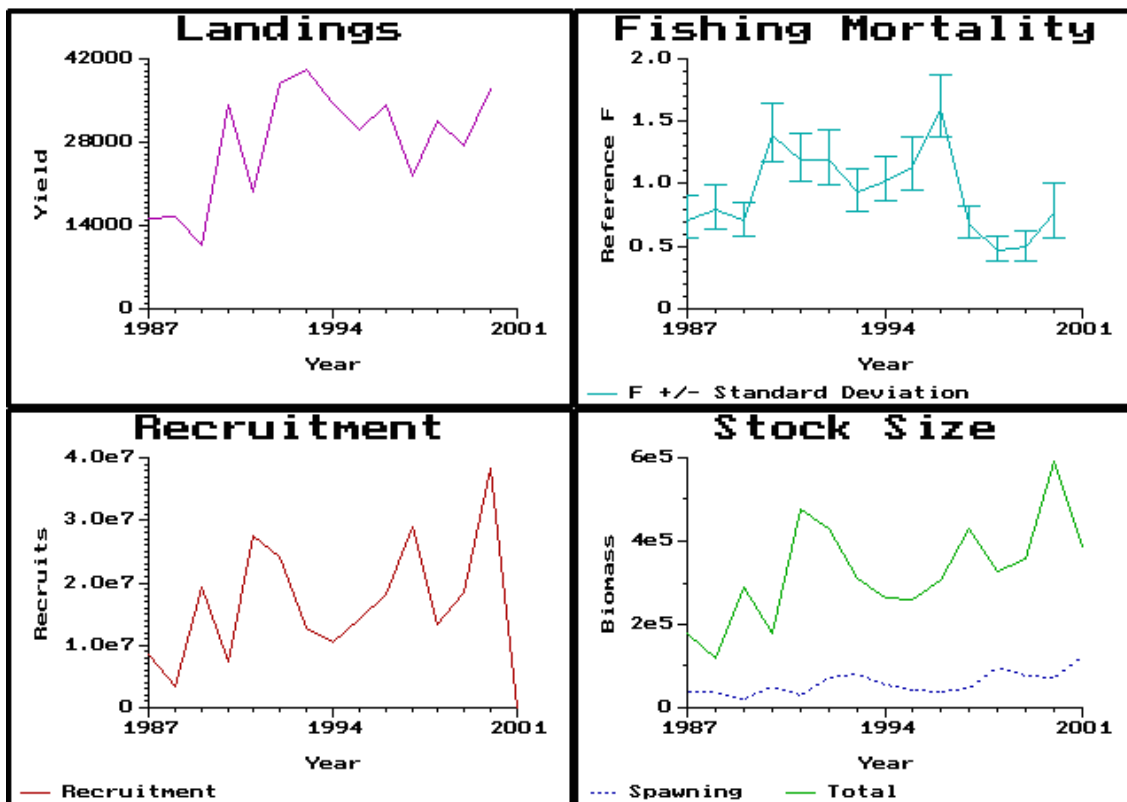 Landings
42000
28000
14000
0
Yield
1987 1994 2001
Year
Fishing Mortality
2.0
1.5
1.0
0.5
0
Reference F
1987 1994 2001
Year
F +/- Standard Deviation
Recruitment
4.0e7
3.0e7
2.0e7
1.0e7
0
Recruits
1987 1994 2001
Year
Recruitment
Stock Size
6e5
4e5
2e5
0
Biomass
1987 1994 2001
Year
Spawning Total